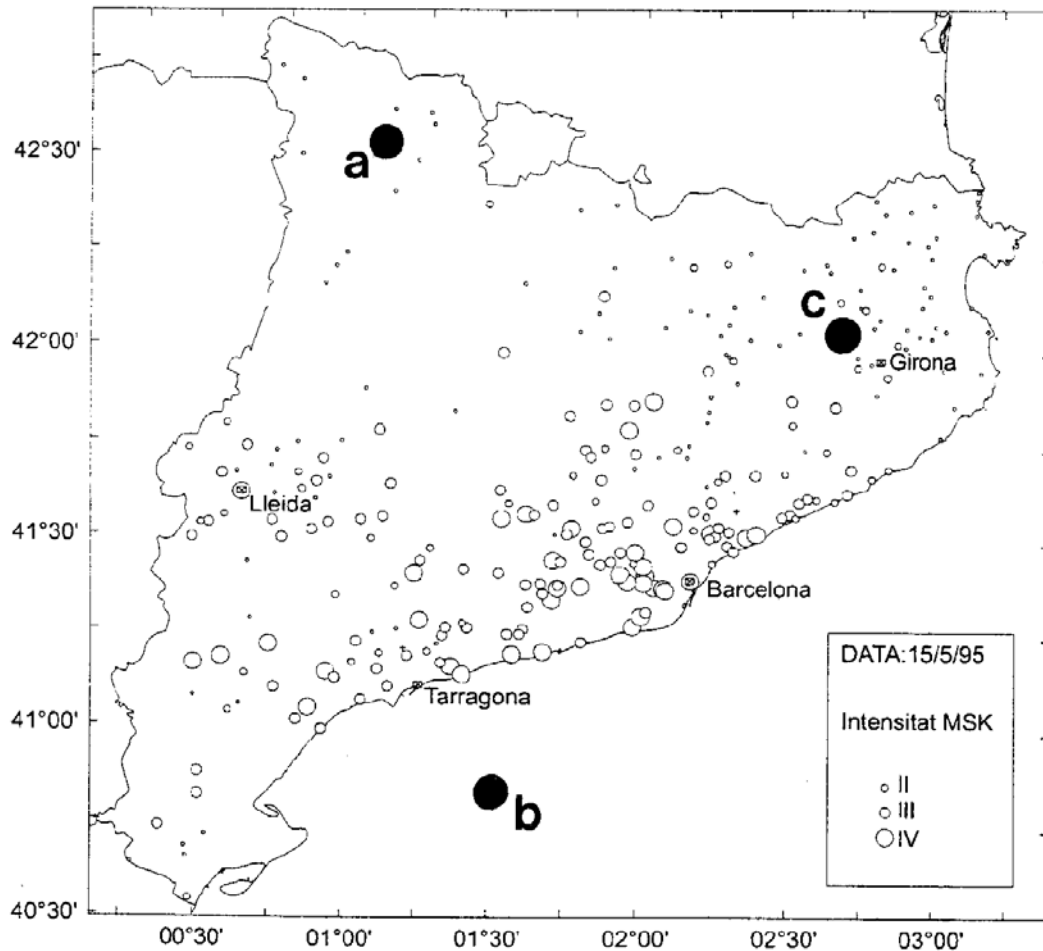 42°30'
a
42°00'
c
Girona
Lleida
41°30'
Barcelona
DATA:15/5/95
Intensitat MSK
II
III
IV
Tarragona
41°00'
b
40°30'
00°30'
01°00'
01°30'
02°00'
02°30'
03°00'